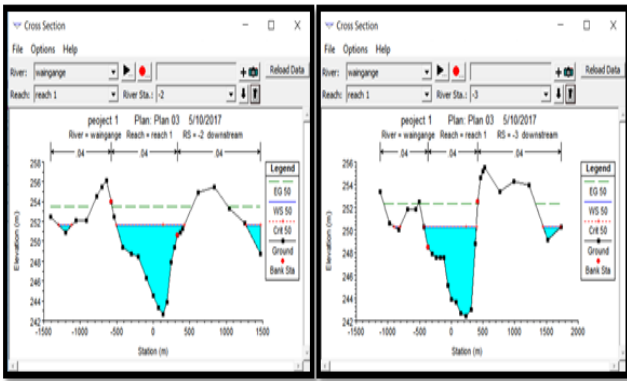 Cross Section
File Options Help
River: waingange
Reload Data
Reach: reach 1 River Sta.: -2
peoject 1 Plan: Plan 03 5/10/2017
River = waingange Reach = reach 1 RS = -2 downstream
.04 .04 .04
Legend
EG 50
WS 50
Crit 50
Ground
Bank Sta
Elevation (m)
258
256
254
252
250
248
246
244
242
-1500 -1000 -500 0 500 1000 1500
Station (m)
Cross Section
File Options Help
River: waingange
Reload Data
Reach: reach 1 River Sta.: -3
peoject 1 Plan: Plan 03 5/10/2017
River = waingange Reach = reach 1 RS = -3 downstream
.04 .04 .04
Legend
EG 50
WS 50
Crit 50
Ground
Bank Sta
Elevation (m)
256
254
252
250
248
246
244
242
-1500 -1000 -500 0 500 1000 1500 2000
Station (m)